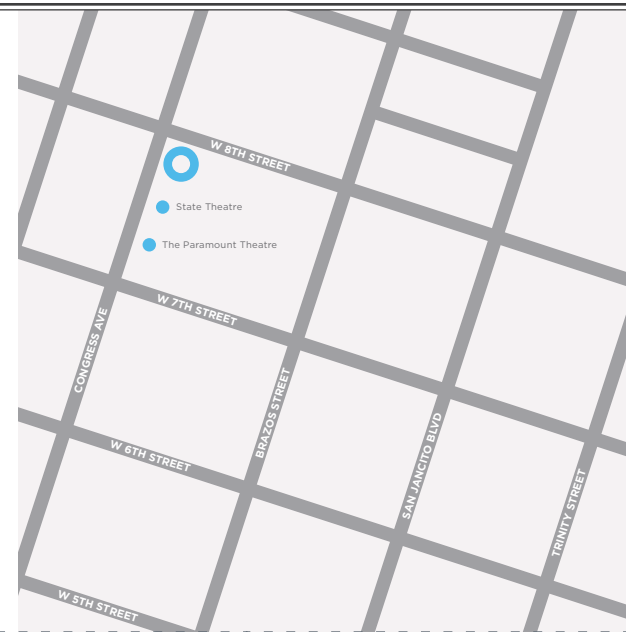 W 8TH STREET
State Theatre
The Paramount Theatre
W 7TH STREET
CONGRESS AVE
BRAZOS STREET
SAN JANCITO BLVD
W 6TH STREET
TRINITY STREET
W 5TH STREET